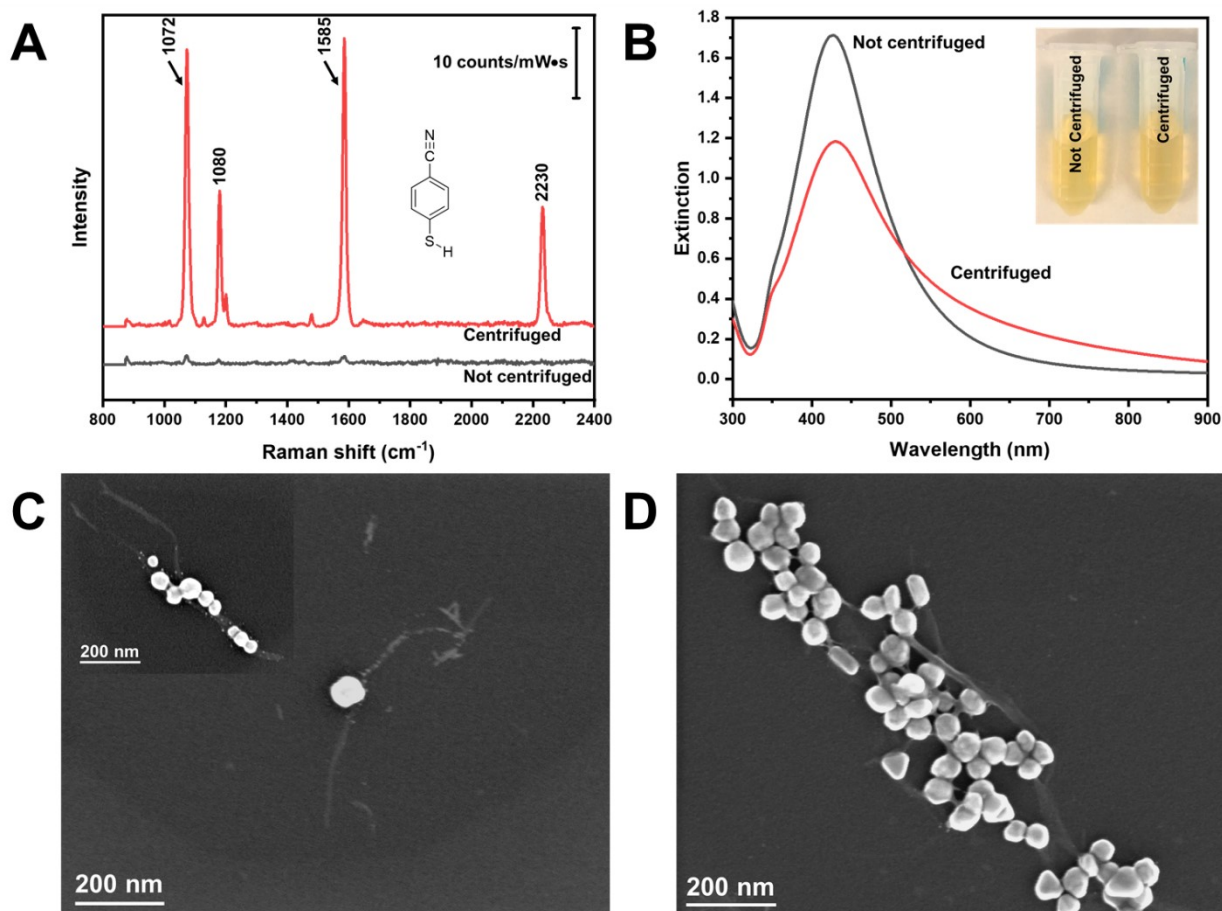 A
1072
1585
10 counts/mW•s
1080
2230
N
C
S
H
Intensity
Centrifuged
Not centrifuged
800 1000 1200 1400 1600 1800 2000 2200 2400
Raman shift (cm⁻¹)
B
Not centrifuged
Not Centrifuged
Centrifuged
Centrifuged
Extinction
1.8
1.6
1.4
1.2
1.0
0.8
0.6
0.4
0.2
0.0
300 400 500 600 700 800 900
Wavelength (nm)
C
200 nm
200 nm
D
200 nm